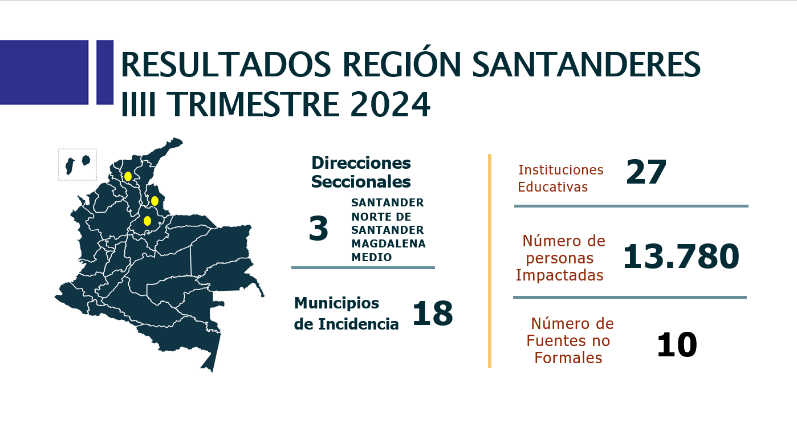 RESULTADOS REGIÓN SANTANDERES
IIII TRIMESTRE 2024
Direcciones
Seccionales
3
SANTANDER
NORTE DE
SANTANDER
MAGDALENA
MEDIO
Municipios
de Incidencia
18
Instituciones
Educativas
27
Número de
personas
Impactadas
13.780
Número de
Fuentes no
Formales
10